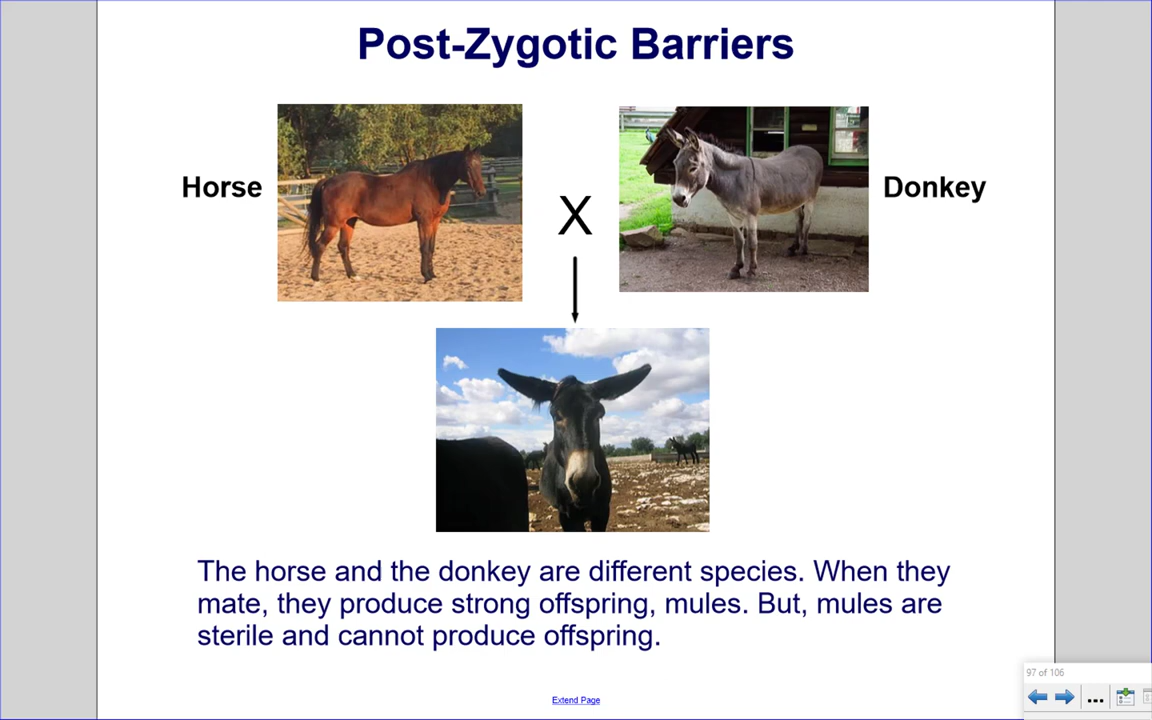 Post-Zygotic Barriers
Horse
X
Donkey
The horse and the donkey are different species. When they
mate, they produce strong offspring, mules. But, mules are
sterile and cannot produce offspring.
Extend Page
97 of 106
...